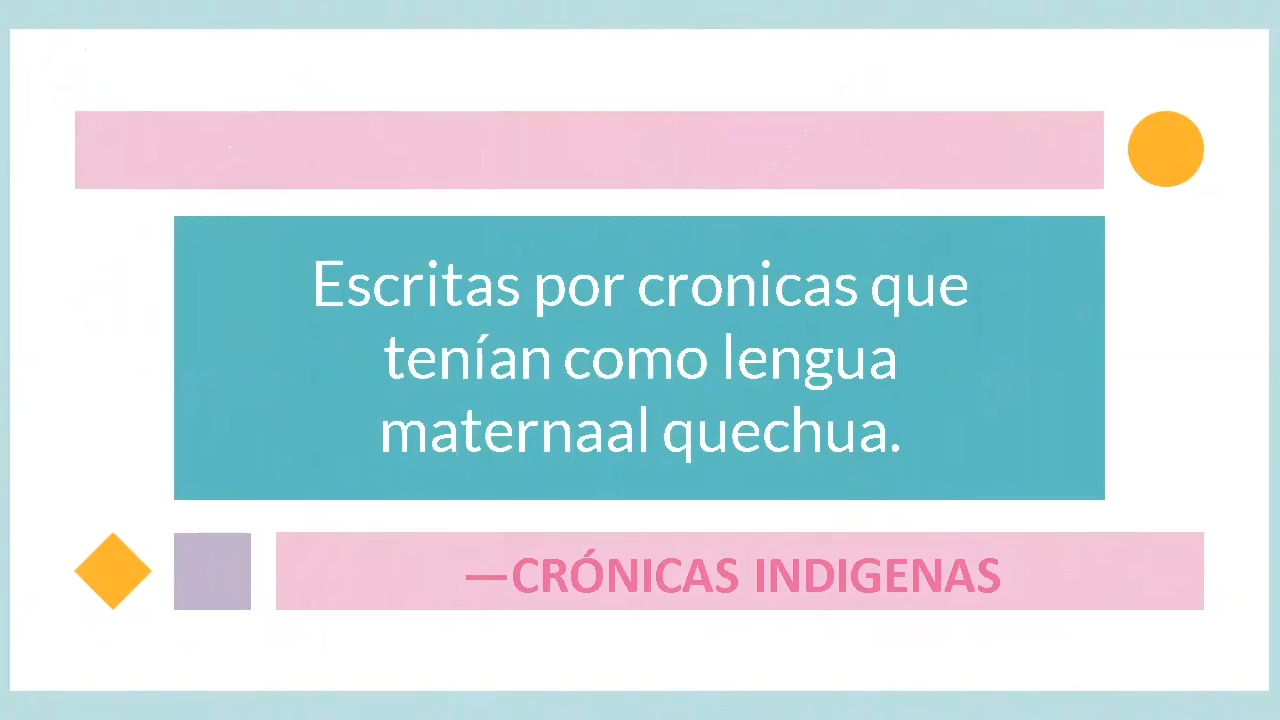 Escritas por cronicas que
tenían como lengua
maternaal quechua.
—CRÓNICAS INDIGENAS